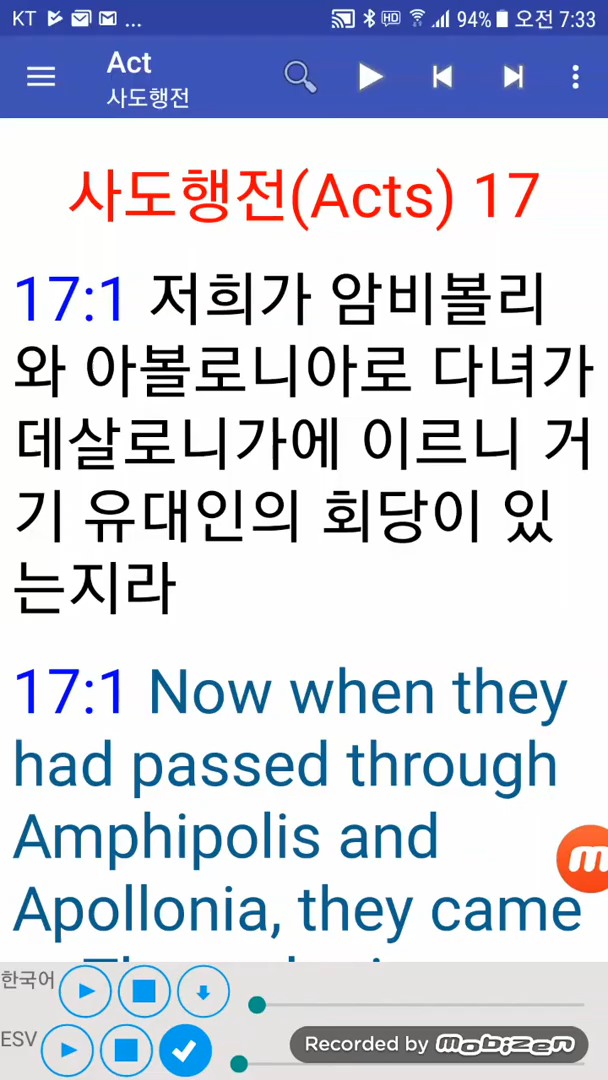 KT ... HD 94% 오전 7:33
Act
사도행전
사도행전(Acts) 17
17:1 저희가 암비볼리
와 아볼로니아로 다녀가
데살로니가에 이르니 거
기 유대인의 회당이 있
는지라
17:1 Now when they
had passed through
Amphipolis and
Apollonia, they came
한국어
ESV
Recorded by mobizen